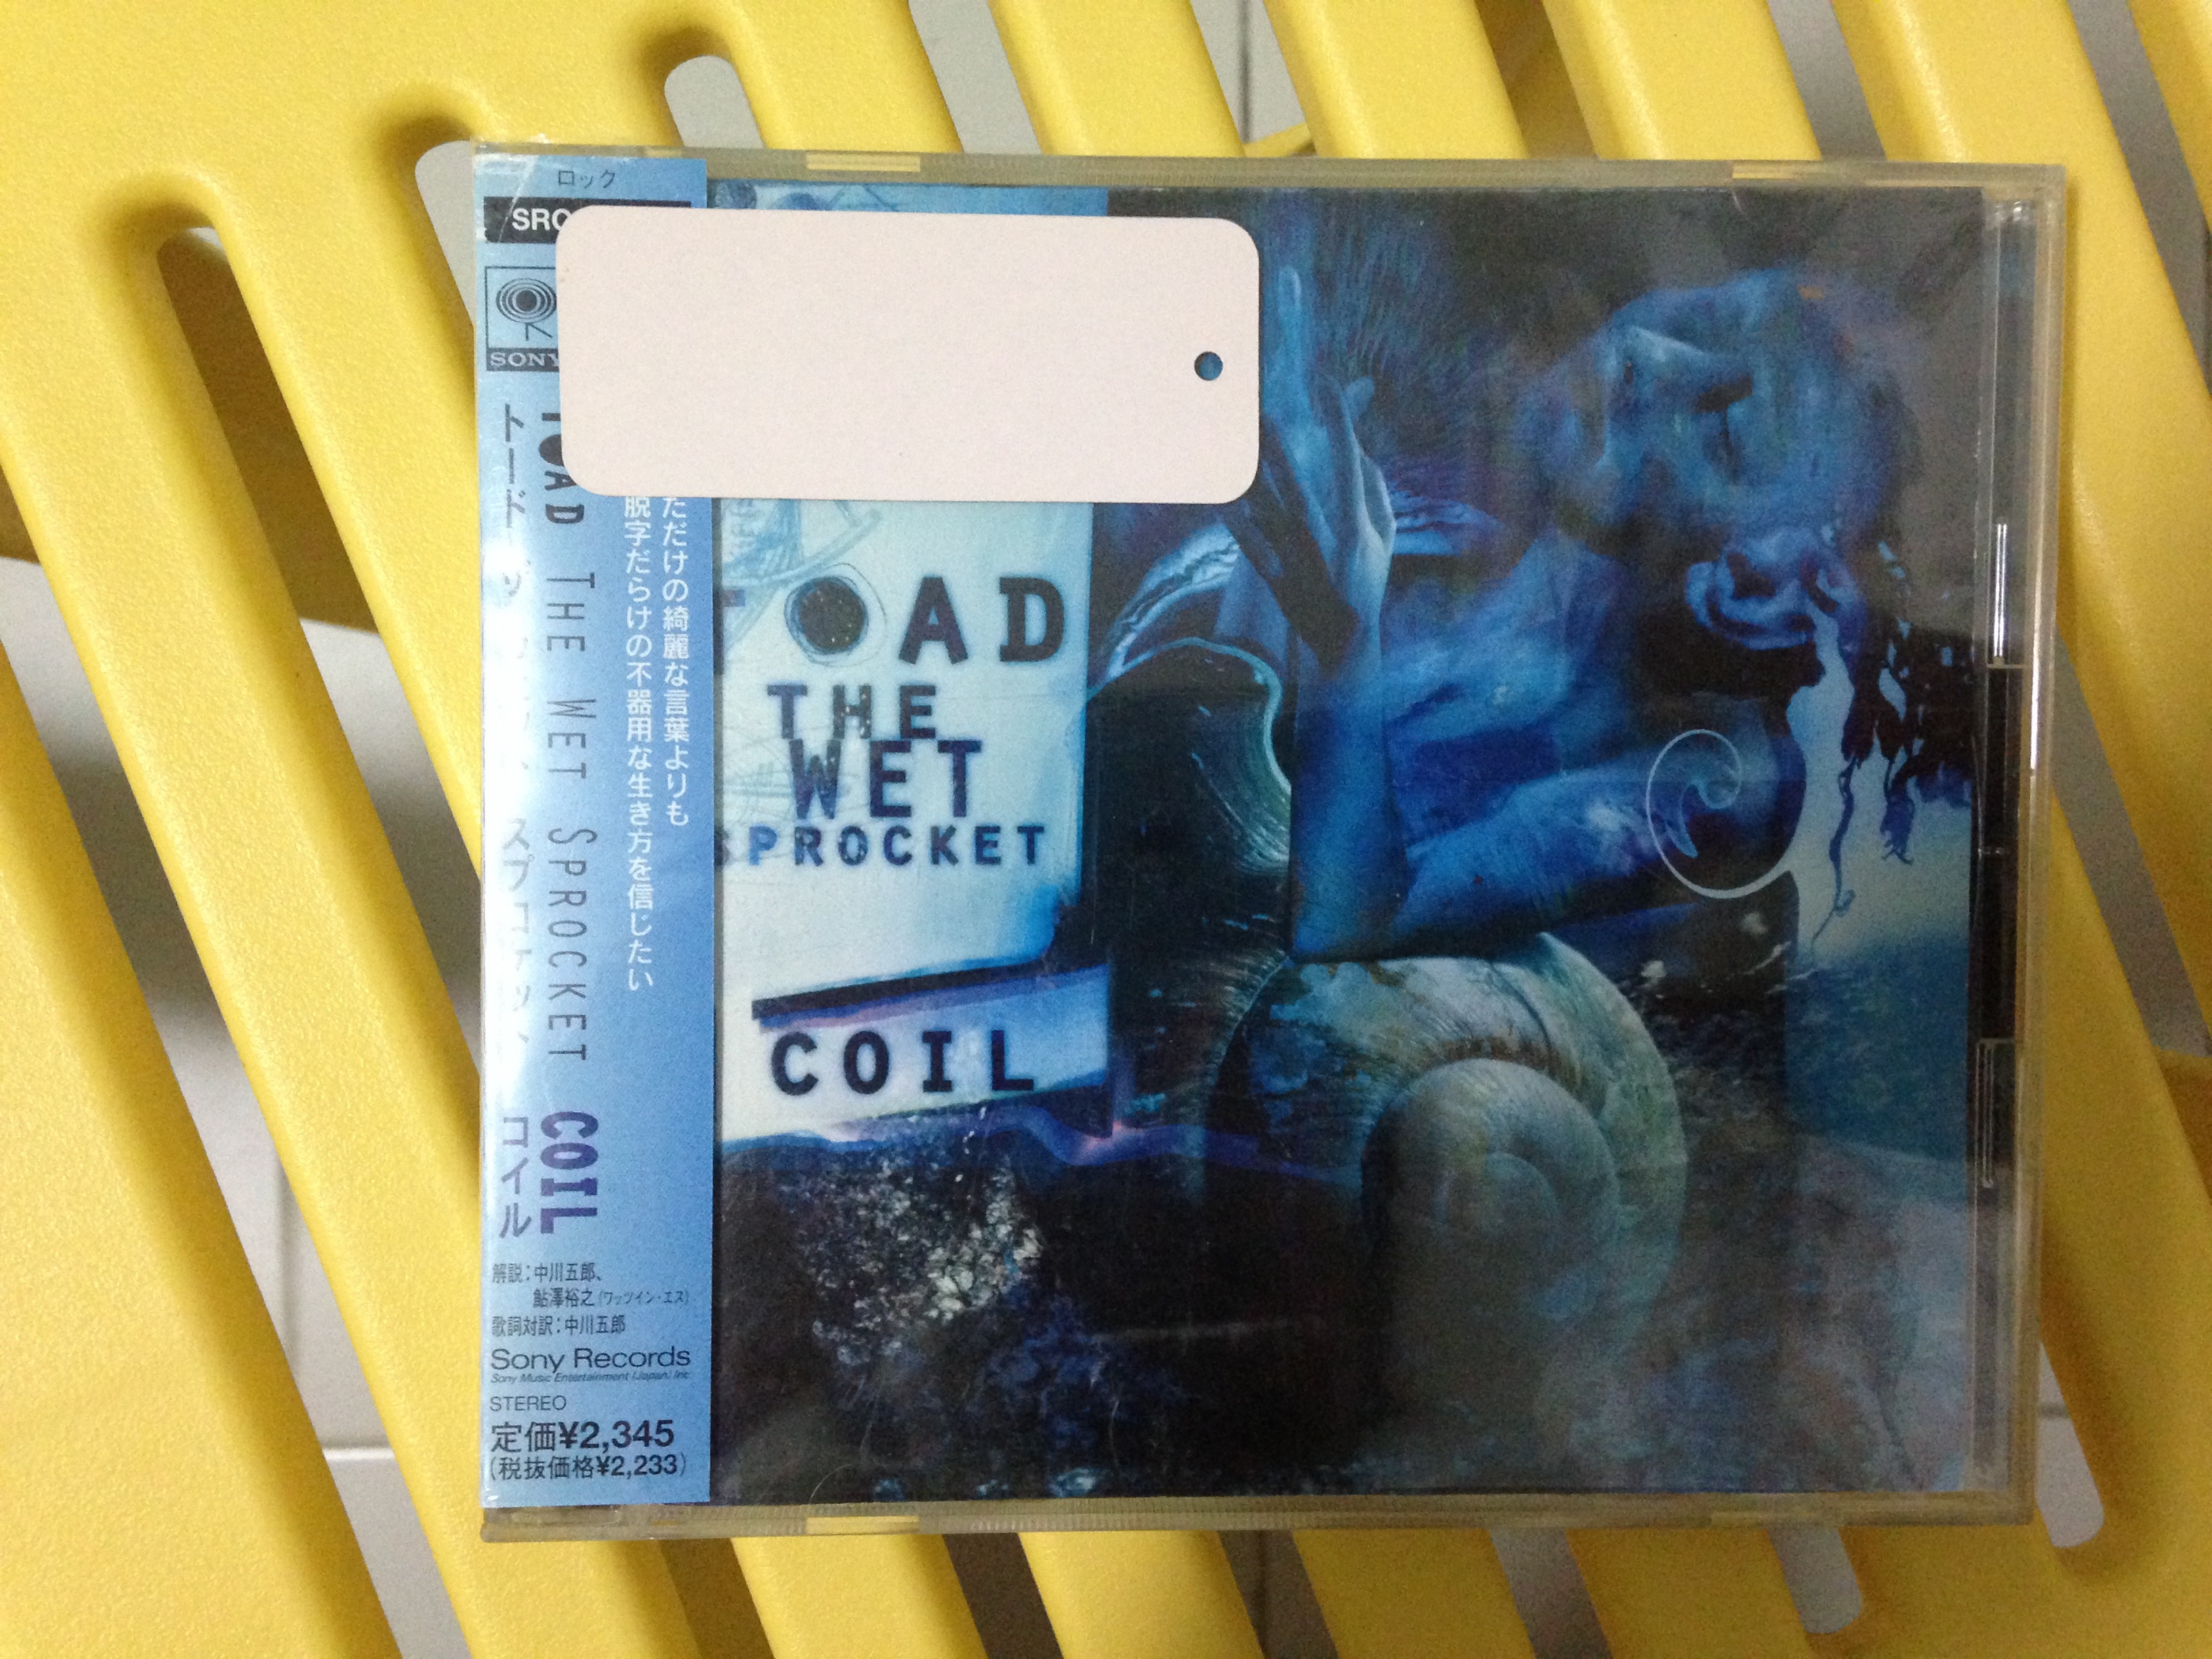 ロック
SONY
TOAD THE WET SPROCKET COIL
トード
コイル
だけの綺麗な言葉よりも
脱字だらけの不器用な生き方を信じたい
解説:中川五郎、
鮎澤裕之(ワッツイン・エス)
歌詞対訳:中川五郎
Sony Records
Sony Music Entertainment (Japan) Inc.
STEREO
定価¥2,345
(税抜価格¥2,233)
TOAD
THE
WET
SPROCKET
COIL